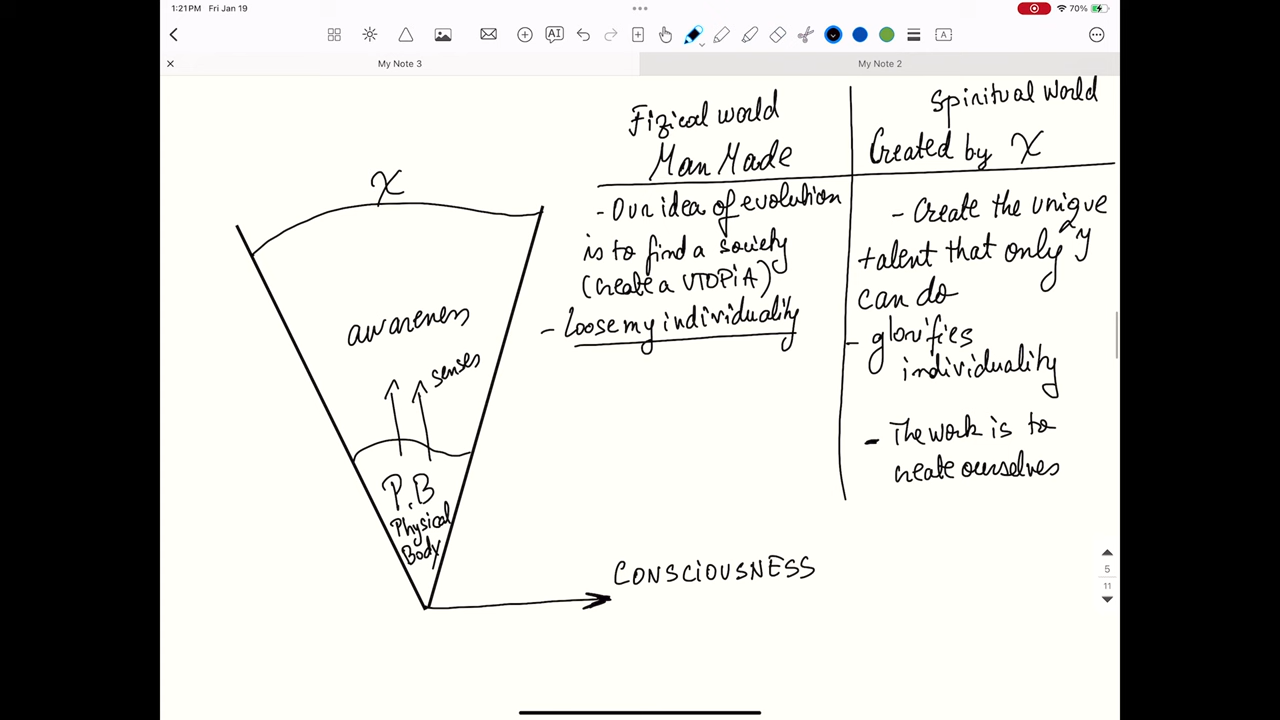 1:21PM Fri Jan 19
70%
My Note 3
My Note 2
X
awareness
senses
P.B
Physical
Body
CONSCIOUSNESS
Fizical world
Man Made
- Our idea of evolution
is to find a society
(create a UTOPiA)
- Loose my individuality
Spiritual World
Created by X
- Create the unique
talent that only y
can do
- glorifies
individuality
- The work is to
create ourselves
5
11